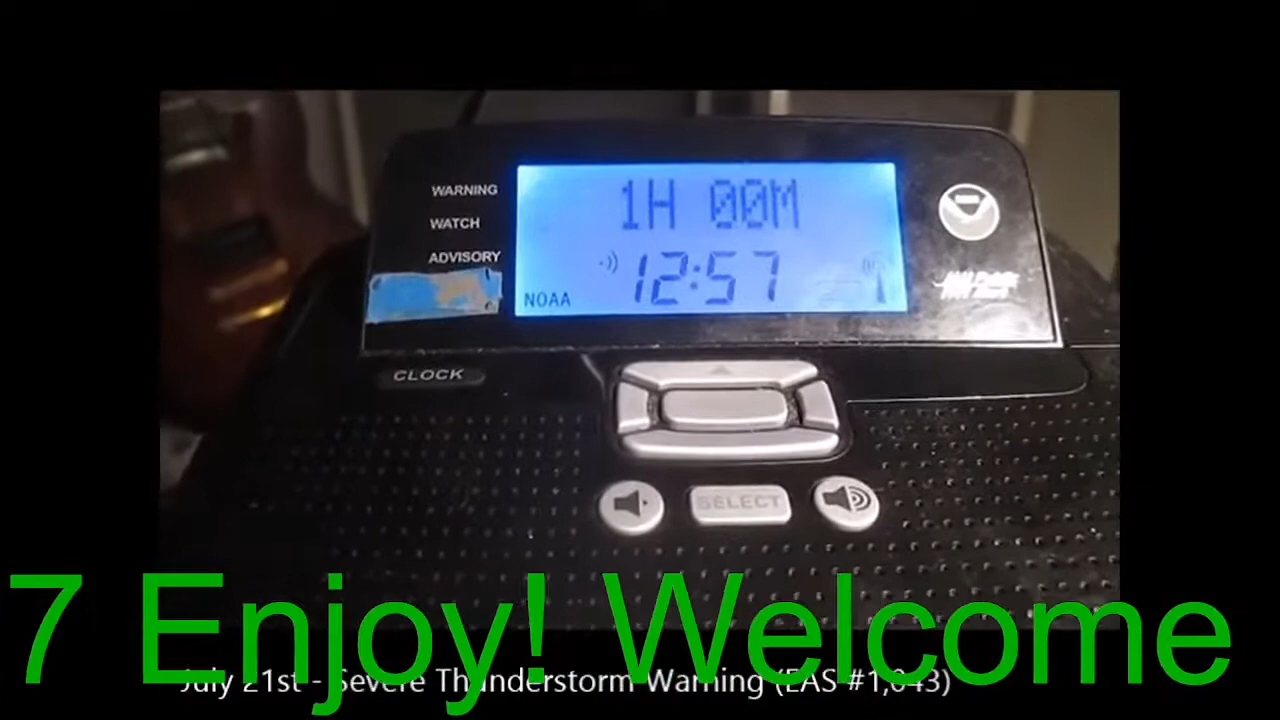 WARNING
1H 00M
WATCH
ADVISORY
12:57
NOAA
CLOCK
SELECT
7 Enjoy! Welcome
July 21st - Severe Thunderstorm Warning (EAS #1,043)